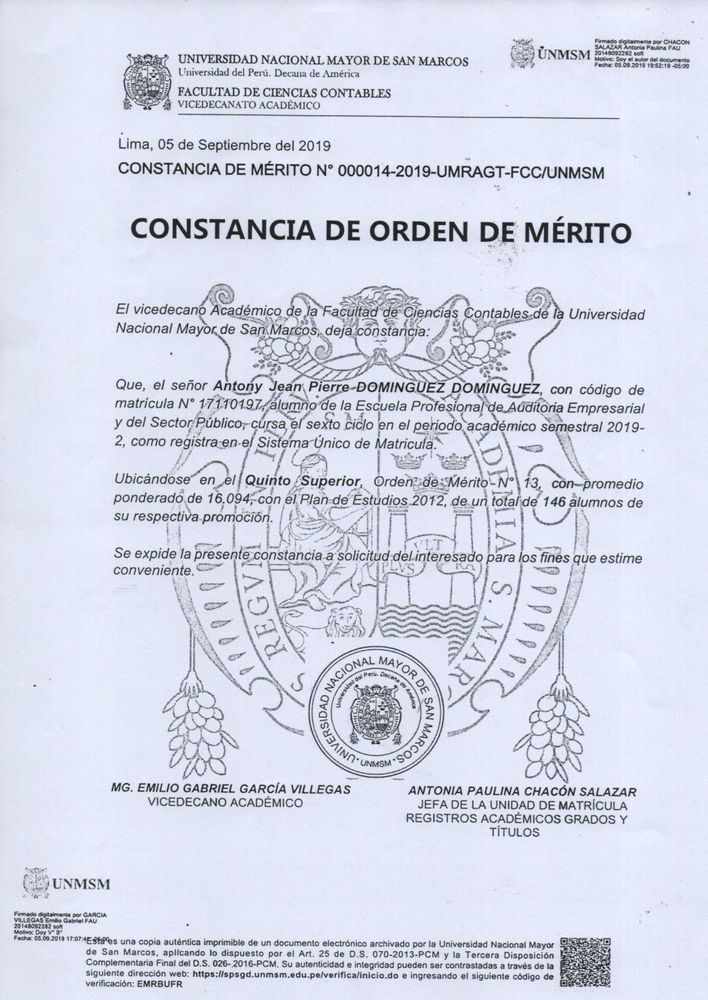 UNIVERSIDAD NACIONAL MAYOR DE SAN MARCOS
Universidad del Perú. Decana de América
FACULTAD DE CIENCIAS CONTABLES
VICEDECANATO ACADÉMICO
UNMSM
Firmado digitalmente por CHACON
SALAZAR Antonia Paulina FAU
20148092282 soft
Motivo: Soy el autor del documento
Fecha: 05.09.2019 19:52:19 -05:00
Lima, 05 de Septiembre del 2019
CONSTANCIA DE MÉRITO N° 000014-2019-UMRAGT-FCC/UNMSM
CONSTANCIA DE ORDEN DE MÉRITO
El vicedecano Académico de la Facultad de Ciencias Contables de la Universidad
Nacional Mayor de San Marcos, deja constancia:
Que, el señor Antony Jean Pierre DOMINGUEZ DOMINGUEZ, con código de
matrícula N° 17110197, alumno de la Escuela Profesional de Auditoria Empresarial
y del Sector Público, cursa el sexto ciclo en el periodo académico semestral 2019-
2, como registra en el Sistema Único de Matricula.
Ubicándose en el Quinto Superior, Orden de Mérito N° 13, con promedio
ponderado de 16.094, con el Plan de Estudios 2012, de un total de 146 alumnos de
su respectiva promoción.
Se expide la presente constancia a solicitud del interesado para los fines que estime
conveniente.
PLVS VLT RA
UNIVERSIDAD NACIONAL MAYOR DE SAN MARCOS
Universidad del Perú. Decana de América
UNMSM
MG. EMILIO GABRIEL GARCÍA VILLEGAS
VICEDECANO ACADÉMICO
ANTONIA PAULINA CHACÓN SALAZAR
JEFA DE LA UNIDAD DE MATRÍCULA
REGISTROS ACADÉMICOS GRADOS Y
TÍTULOS
UNMSM
Firmado digitalmente por GARCIA
VILLEGAS Emilio Gabriel FAU
20148092282 soft
Motivo: Doy V° B°
Fecha: 05.09.2019 17:07:
Esta es una copia auténtica imprimible de un documento electrónico archivado por la Universidad Nacional Mayor
de San Marcos, aplicando lo dispuesto por el Art. 25 de D.S. 070-2013-PCM y la Tercera Disposición
Complementaria Final del D.S. 026- 2016-PCM. Su autenticidad e integridad pueden ser contrastadas a través de la
siguiente dirección web: https://spsgd.unmsm.edu.pe/verifica/inicio.do e ingresando el siguiente código de
verificación: EMRBUFR